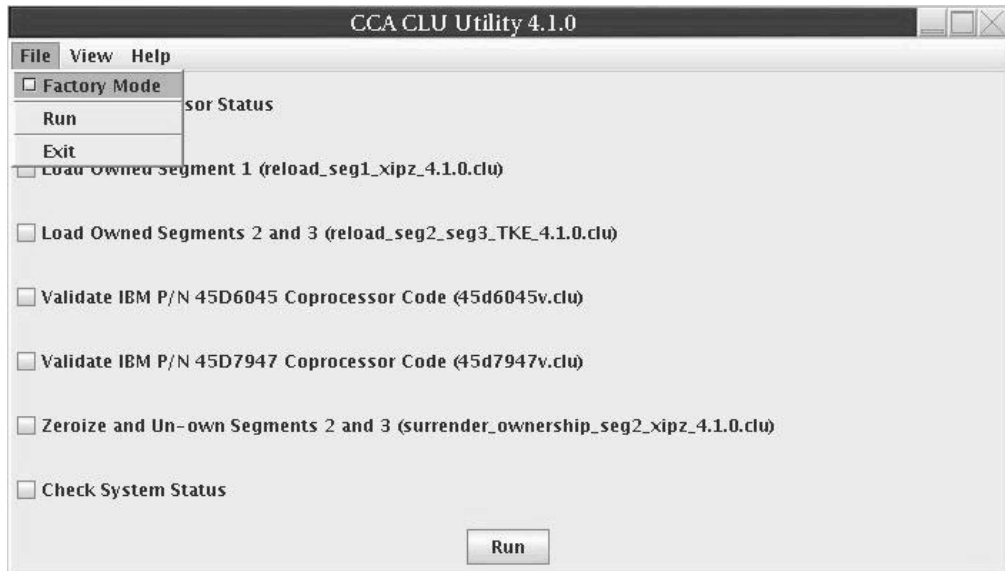 CCA CLU Utility 4.1.0
File View Help
Factory Mode
sor Status
Run
Exit
Load Owned Segment 1 (reload_seg1_xipz_4.1.0.clu)
Load Owned Segments 2 and 3 (reload_seg2_seg3_TKE_4.1.0.clu)
Validate IBM P/N 45D6045 Coprocessor Code (45d6045v.clu)
Validate IBM P/N 45D7947 Coprocessor Code (45d7947v.clu)
Zeroize and Un-own Segments 2 and 3 (surrender_ownership_seg2_xipz_4.1.0.clu)
Check System Status
Run